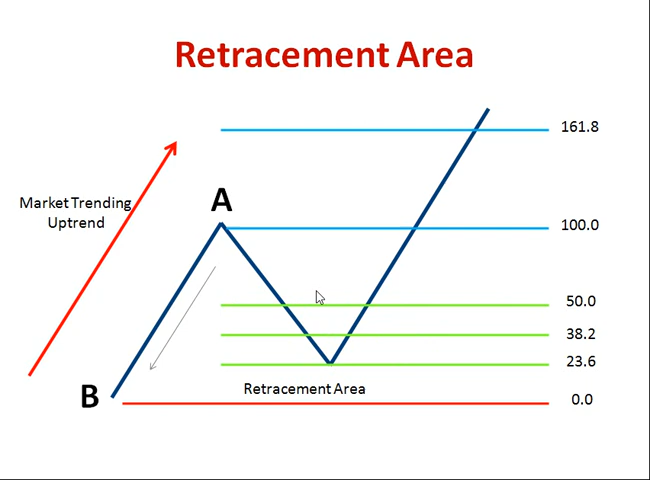 Retracement Area
161.8
Market Trending
Uptrend
A
100.0
50.0
38.2
23.6
Retracement Area
B
0.0